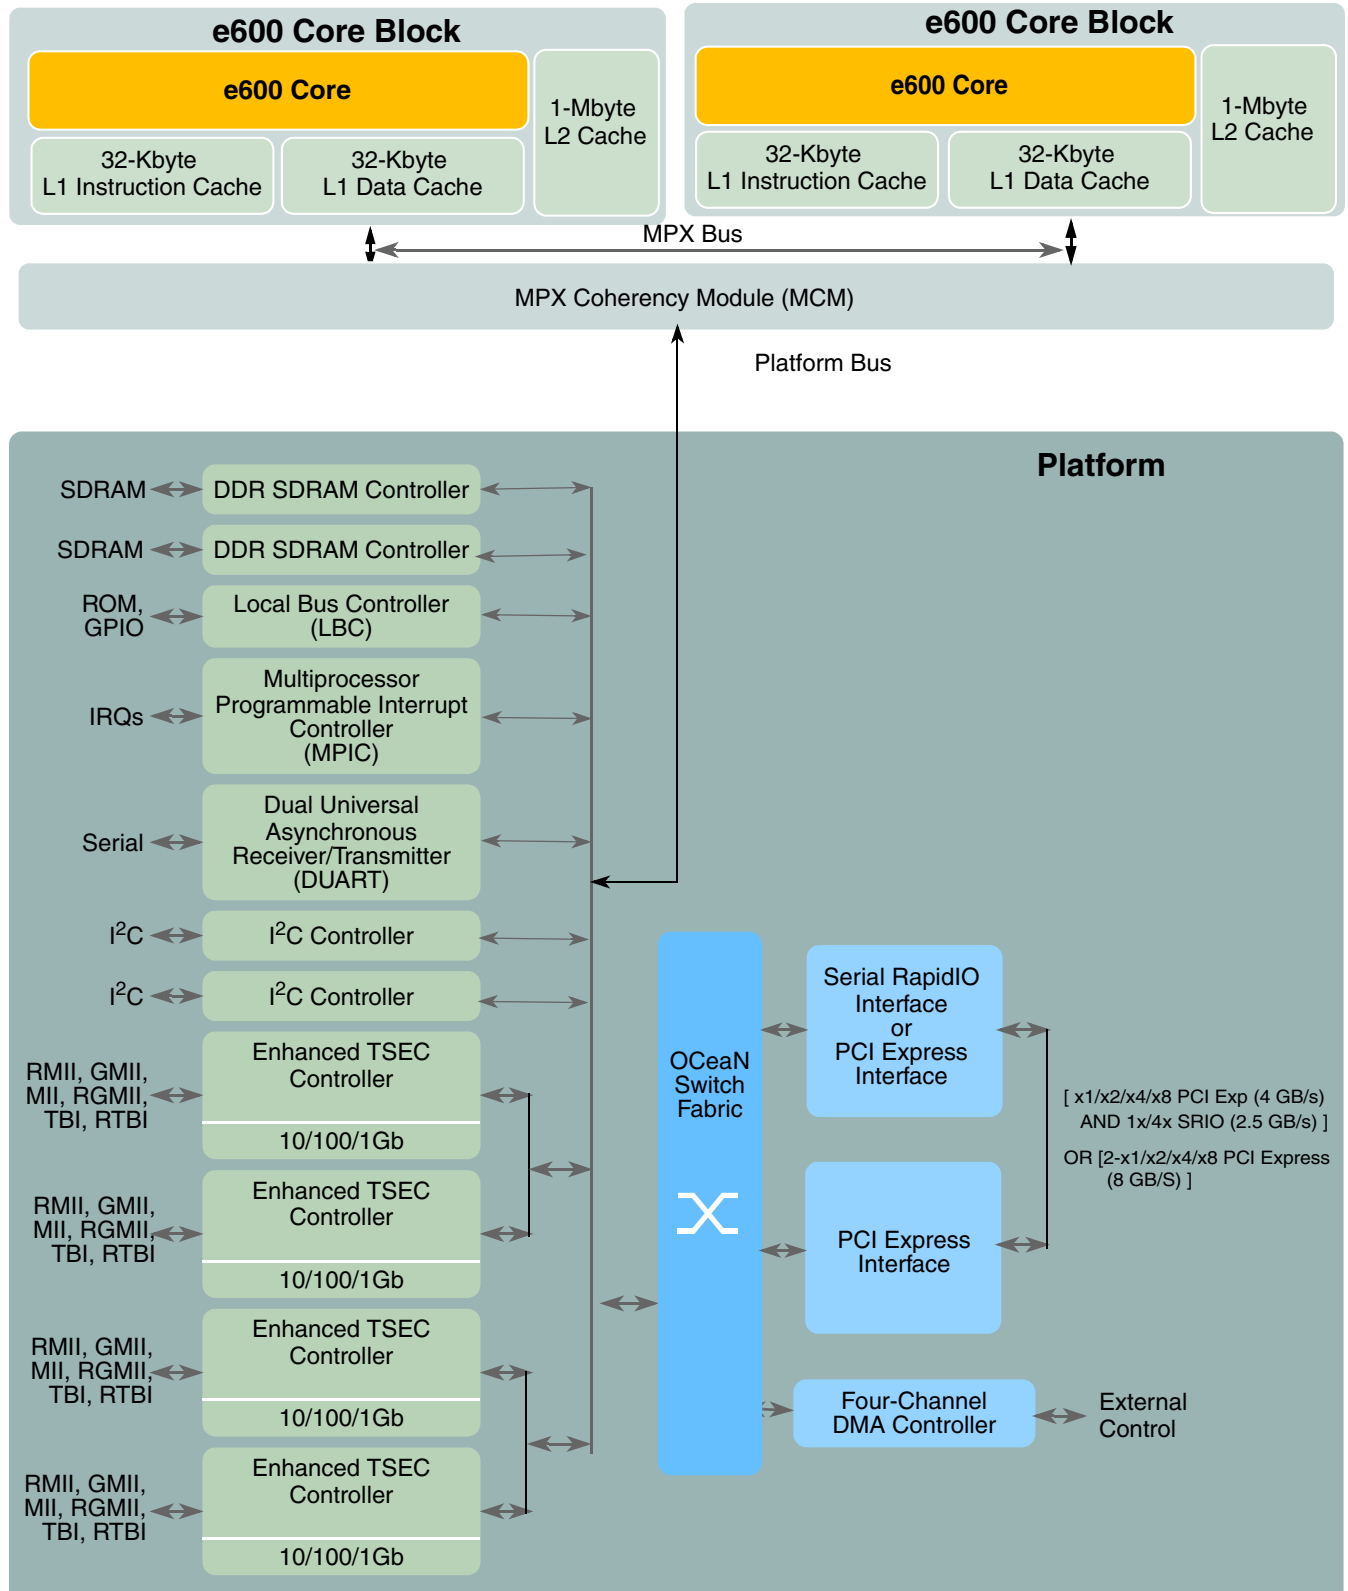 e600 Core Block
e600 Core
1-Mbyte
L2 Cache
32-Kbyte
L1 Instruction Cache
32-Kbyte
L1 Data Cache
e600 Core Block
e600 Core
1-Mbyte
L2 Cache
32-Kbyte
L1 Instruction Cache
32-Kbyte
L1 Data Cache
MPX Bus
MPX Coherency Module (MCM)
Platform Bus
Platform
SDRAM
DDR SDRAM Controller
SDRAM
DDR SDRAM Controller
ROM,
GPIO
Local Bus Controller
(LBC)
IRQs
Multiprocessor
Programmable Interrupt
Controller
(MPIC)
Serial
Dual Universal
Asynchronous
Receiver/Transmitter
(DUART)
I²C
I²C Controller
I²C
I²C Controller
RMII, GMII,
MII, RGMII,
TBI, RTBI
Enhanced TSEC
Controller
10/100/1Gb
RMII, GMII,
MII, RGMII,
TBI, RTBI
Enhanced TSEC
Controller
10/100/1Gb
RMII, GMII,
MII, RGMII,
TBI, RTBI
Enhanced TSEC
Controller
10/100/1Gb
RMII, GMII,
MII, RGMII,
TBI, RTBI
Enhanced TSEC
Controller
10/100/1Gb
OCeaN
Switch
Fabric
Serial RapidIO
Interface
or
PCI Express
Interface
[ x1/x2/x4/x8 PCI Exp (4 GB/s)
AND 1x/4x SRIO (2.5 GB/s) ]
OR [2-x1/x2/x4/x8 PCI Express
(8 GB/S) ]
PCI Express
Interface
Four-Channel
DMA Controller
External
Control